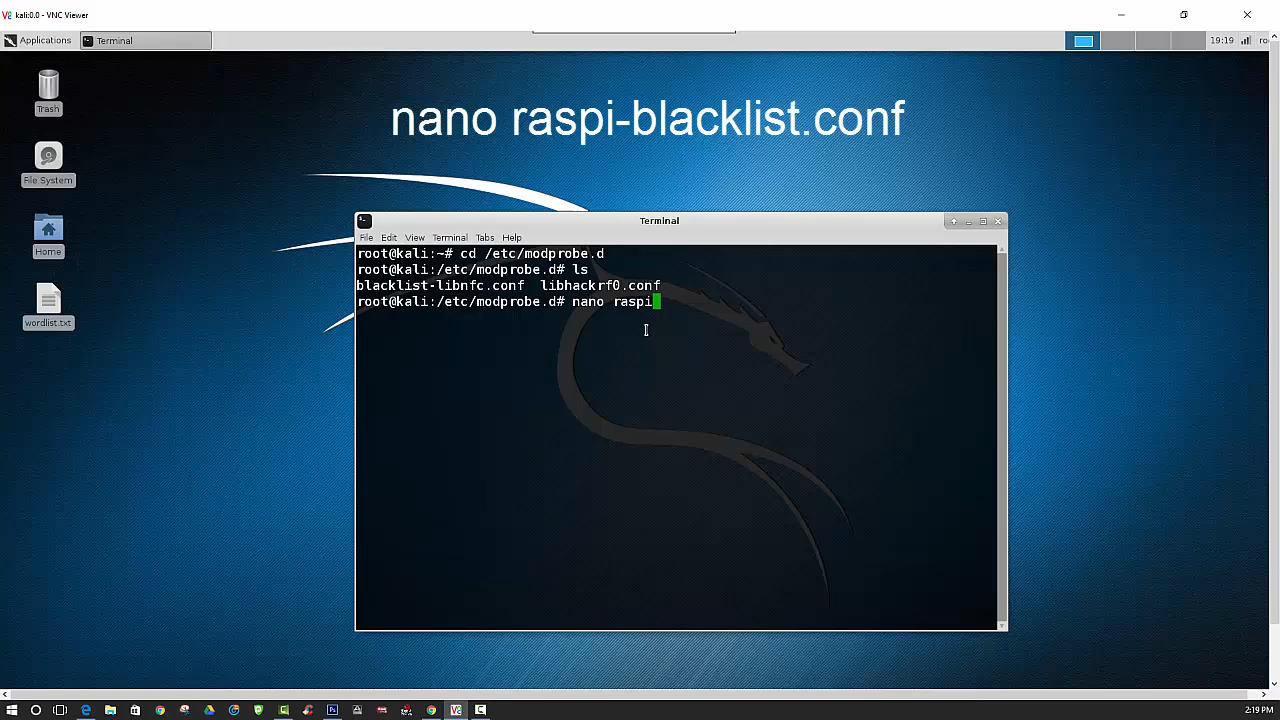 kali:0.0 - VNC Viewer
Applications
Terminal
19:19
ro
Trash
nano raspi-blacklist.conf
File System
Home
wordlist.txt
Terminal
File Edit View Terminal Tabs Help
root@kali:~# cd /etc/modprobe.d
root@kali:/etc/modprobe.d# ls
blacklist-libnfc.conf  libhackrf0.conf
root@kali:/etc/modprobe.d# nano raspi
2:19 PM